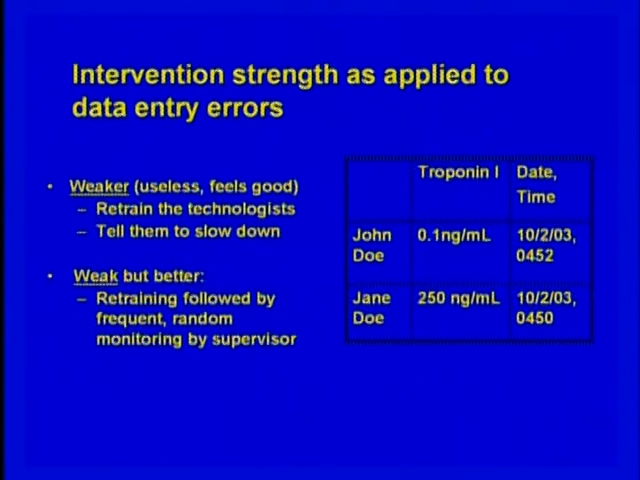 Intervention strength as applied to
data entry errors
• Weaker (useless, feels good)
– Retrain the technologists
– Tell them to slow down
• Weak but better:
– Retraining followed by
frequent, random
monitoring by supervisor
Troponin I
Date,
Time
John
Doe
0.1ng/mL
10/2/03,
0452
Jane
Doe
250 ng/mL
10/2/03,
0450